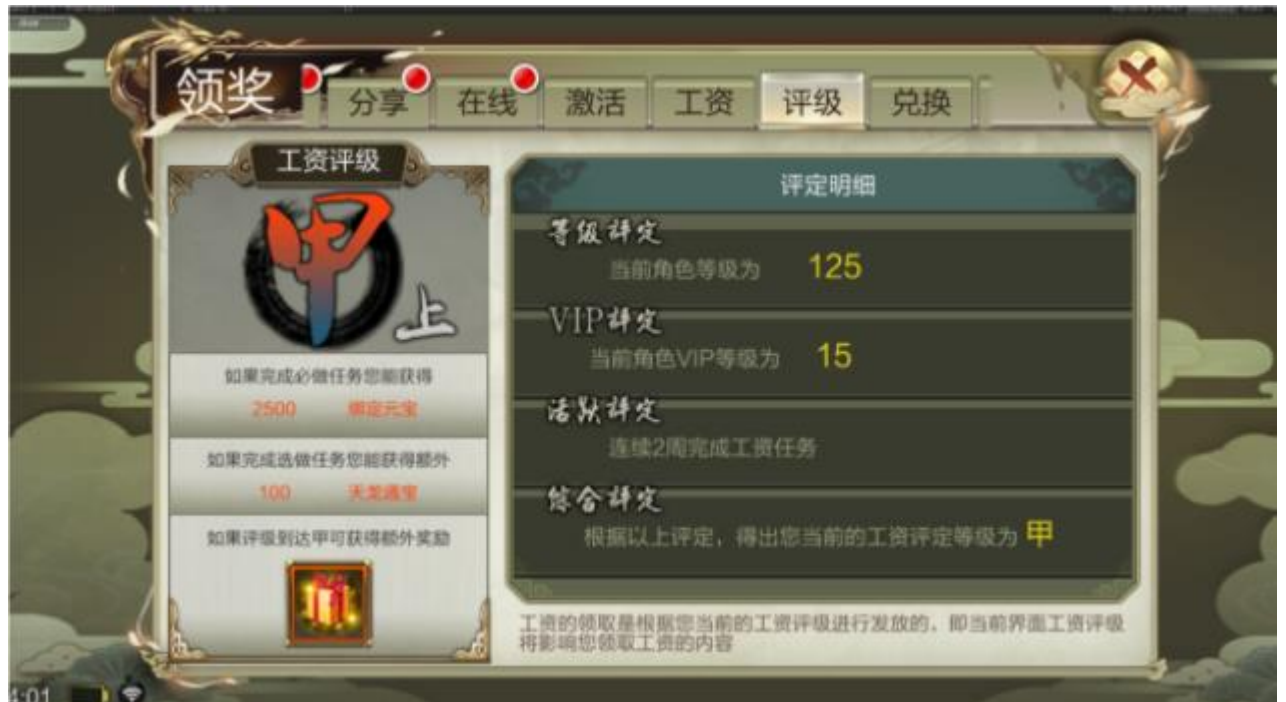 领奖
分享
在线
激活
工资
评级
兑换
工资评级
甲
上
如果完成必做任务您能获得
2500 绑定元宝
如果完成选做任务您能获得额外
100 天龙通宝
如果评级到达甲可获得额外奖励
评定明细
等级评定
当前角色等级为 125
VIP评定
当前角色VIP等级为 15
活跃评定
连续2周完成工资任务
综合评定
根据以上评定，得出您当前的工资评定等级为 甲
工资的领取是根据您当前的工资评级进行发放的，即当前界面工资评级
将影响您领取工资的内容
4:01